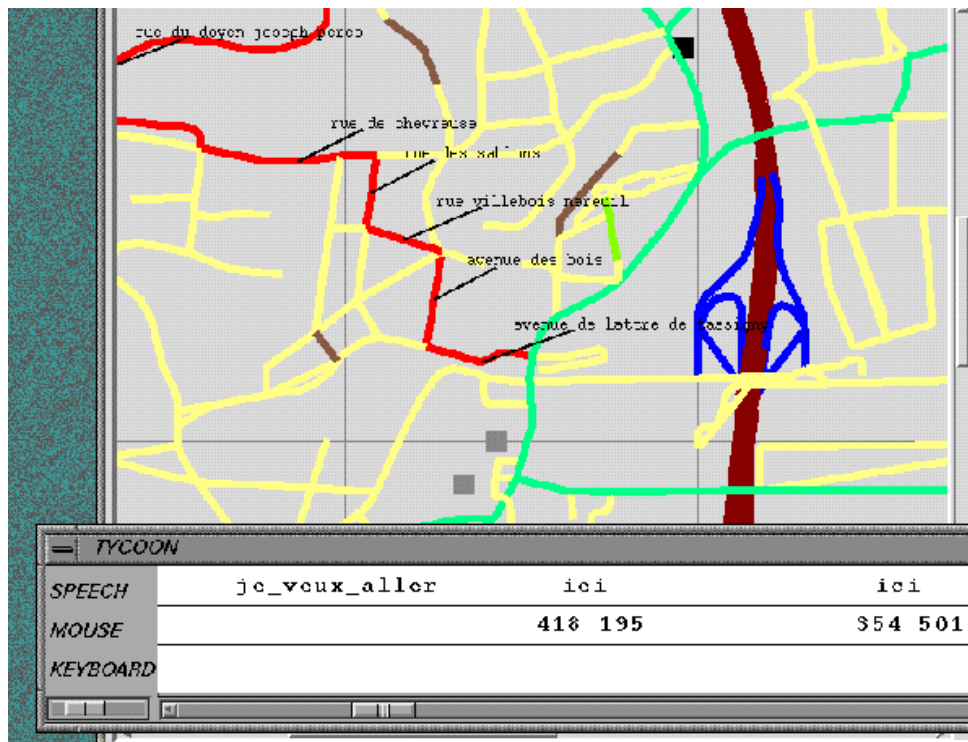 rue du doyen joseph peres
rue de chevreuse
rue des sablons
rue villebois mareuil
avenue des bois
avenue de lattre de tassigny
TYCOON
SPEECH je_veux_aller ici ici
MOUSE 418 195 354 501
KEYBOARD